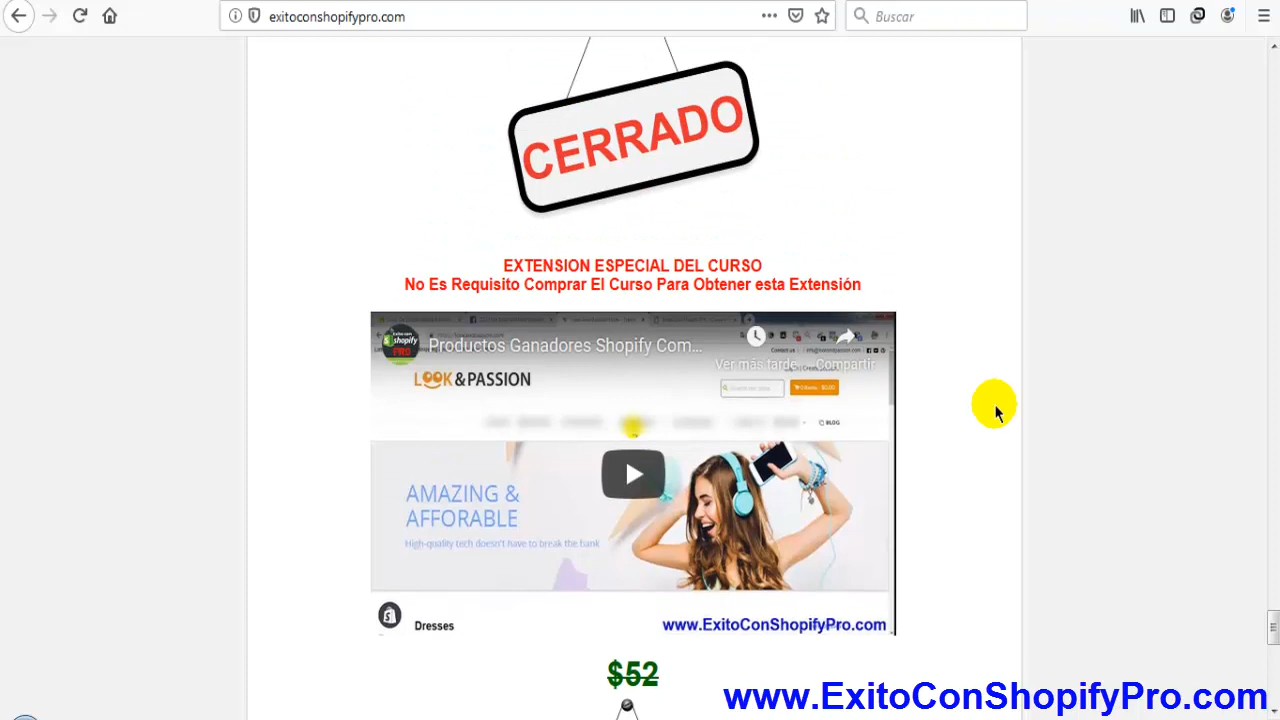 exitoconshopifypro.com
Buscar
CERRADO
EXTENSION ESPECIAL DEL CURSO
No Es Requisito Comprar El Curso Para Obtener esta Extensión
Productos Ganadores Shopify Com...
Ver más tarde
Compartir
LOOK &PASSION
BLOG
AMAZING &
AFFORABLE
High-quality tech doesn't have to break the bank
Dresses
www.ExitoConShopifyPro.com
$52
www.ExitoConShopifyPro.com